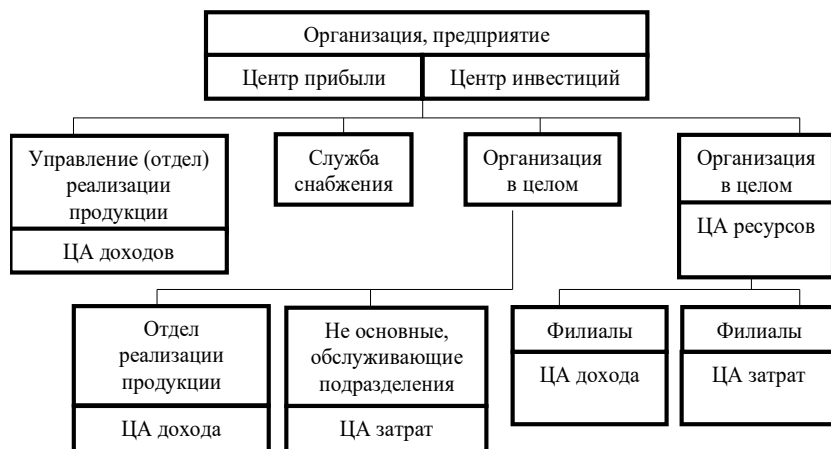 Организация, предприятие
Центр прибыли
Центр инвестиций
Управление (отдел)
реализации
продукции
ЦА доходов
Служба
снабжения
Организация
в целом
Организация
в целом
ЦА ресурсов
Отдел
реализации
продукции
ЦА дохода
Не основные,
обслуживающие
подразделения
ЦА затрат
Филиалы
ЦА дохода
Филиалы
ЦА затрат